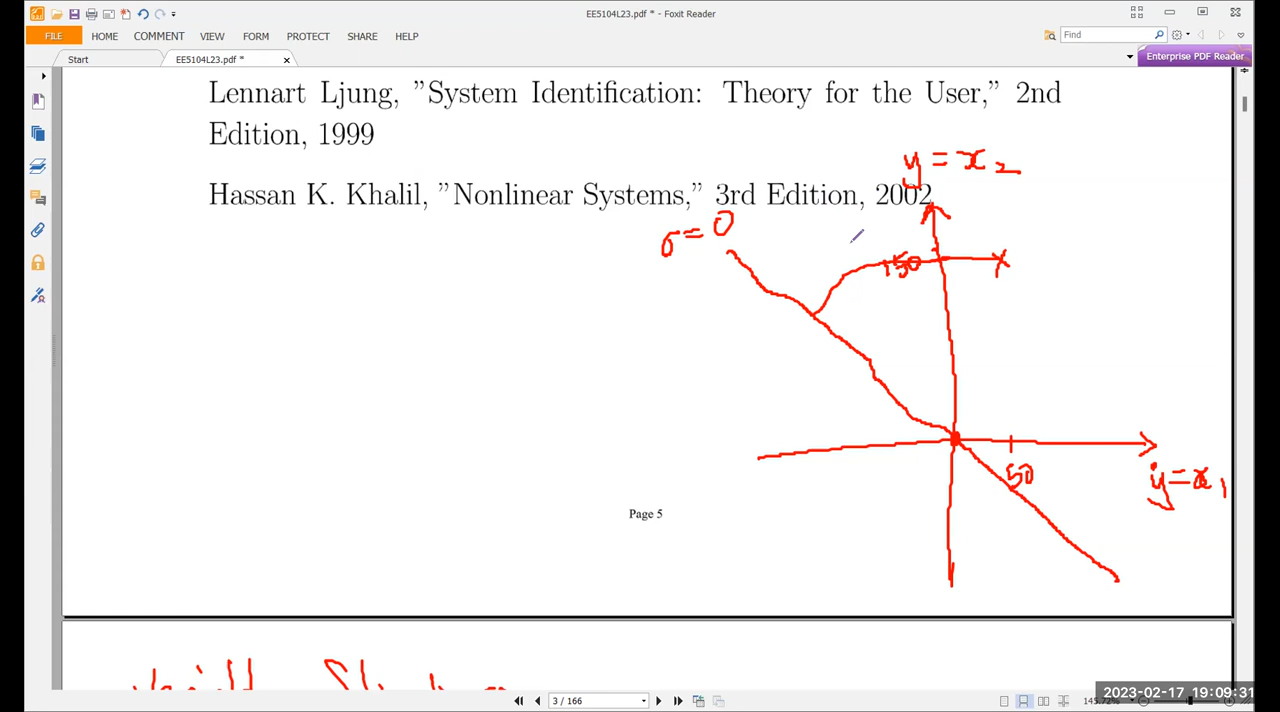 EE5104L23.pdf * - Foxit Reader
FILE HOME COMMENT VIEW FORM PROTECT SHARE HELP
Find
Start EE5104L23.pdf *
Enterprise PDF Reader
Lennart Ljung, "System Identification: Theory for the User," 2nd
Edition, 1999
y = x2
Hassan K. Khalil, "Nonlinear Systems," 3rd Edition, 2002
σ = 0
150
50
ẏ = x1
Page 5
Variable
3 / 166
2023-02-17 19:09:31